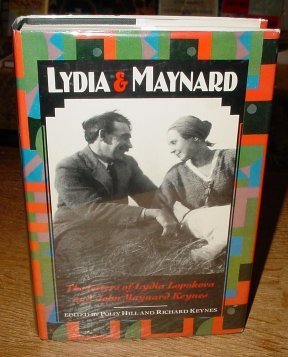 LYDIA & MAYNARD
The letters of Lydia Lopokova
and John Maynard Keynes
EDITED BY POLLY HILL AND RICHARD KEYNES